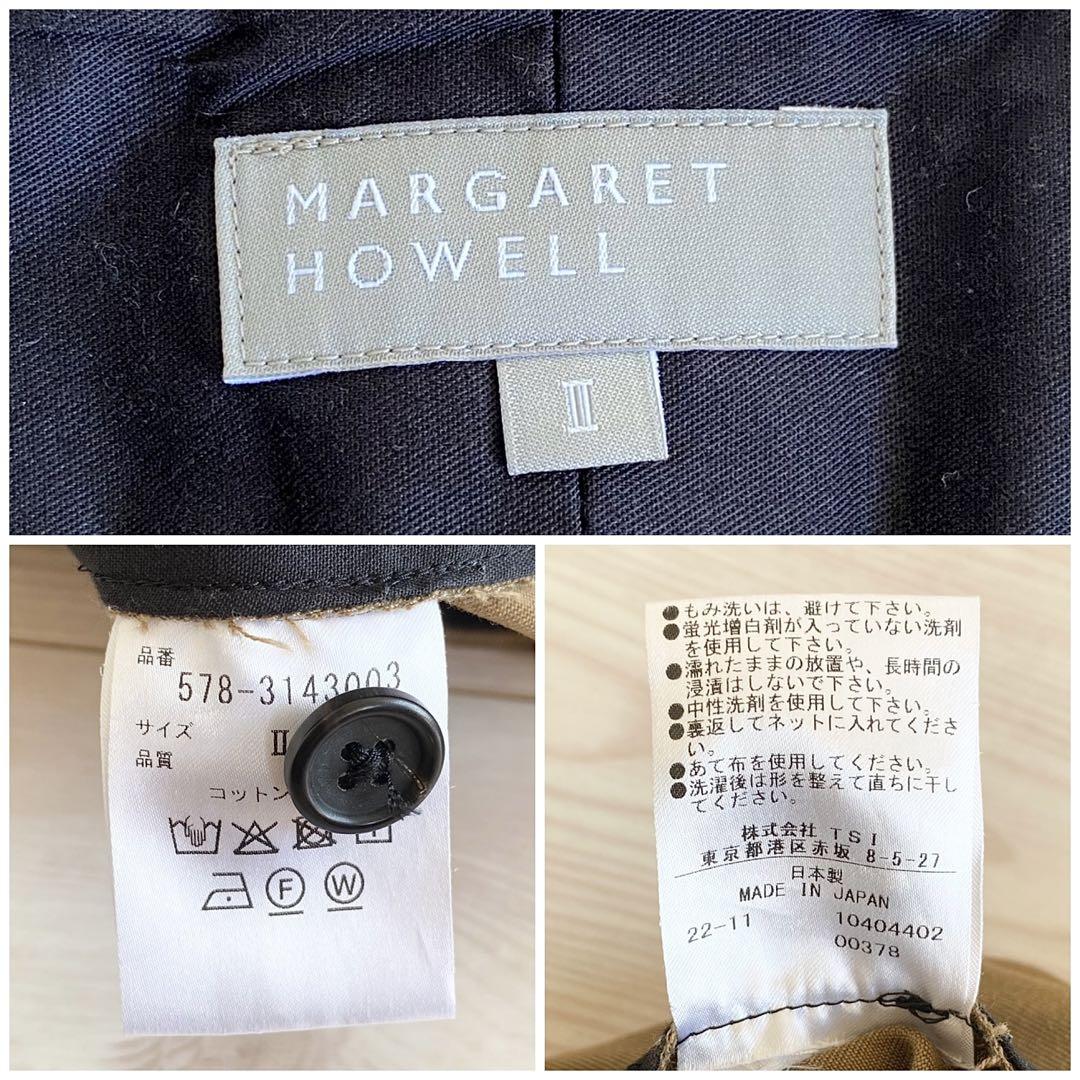 MARGARET
HOWELL
III
品番
578-3143003
サイズ
品質
コットン
F
W
●もみ洗いは、避けて下さい。
●蛍光増白剤が入っていない洗剤
を使用して下さい。
●濡れたままの放置や、長時間の
浸漬はしないで下さい。
●中性洗剤を使用して下さい。
●裏返してネットに入れてくださ
い。
●あて布を使用してください。
●洗濯後は形を整えて直ちに干し
てください。
株式会社 TSI
東京都港区赤坂 8-5-27
日本製
MADE IN JAPAN
22-11 10404402
00378